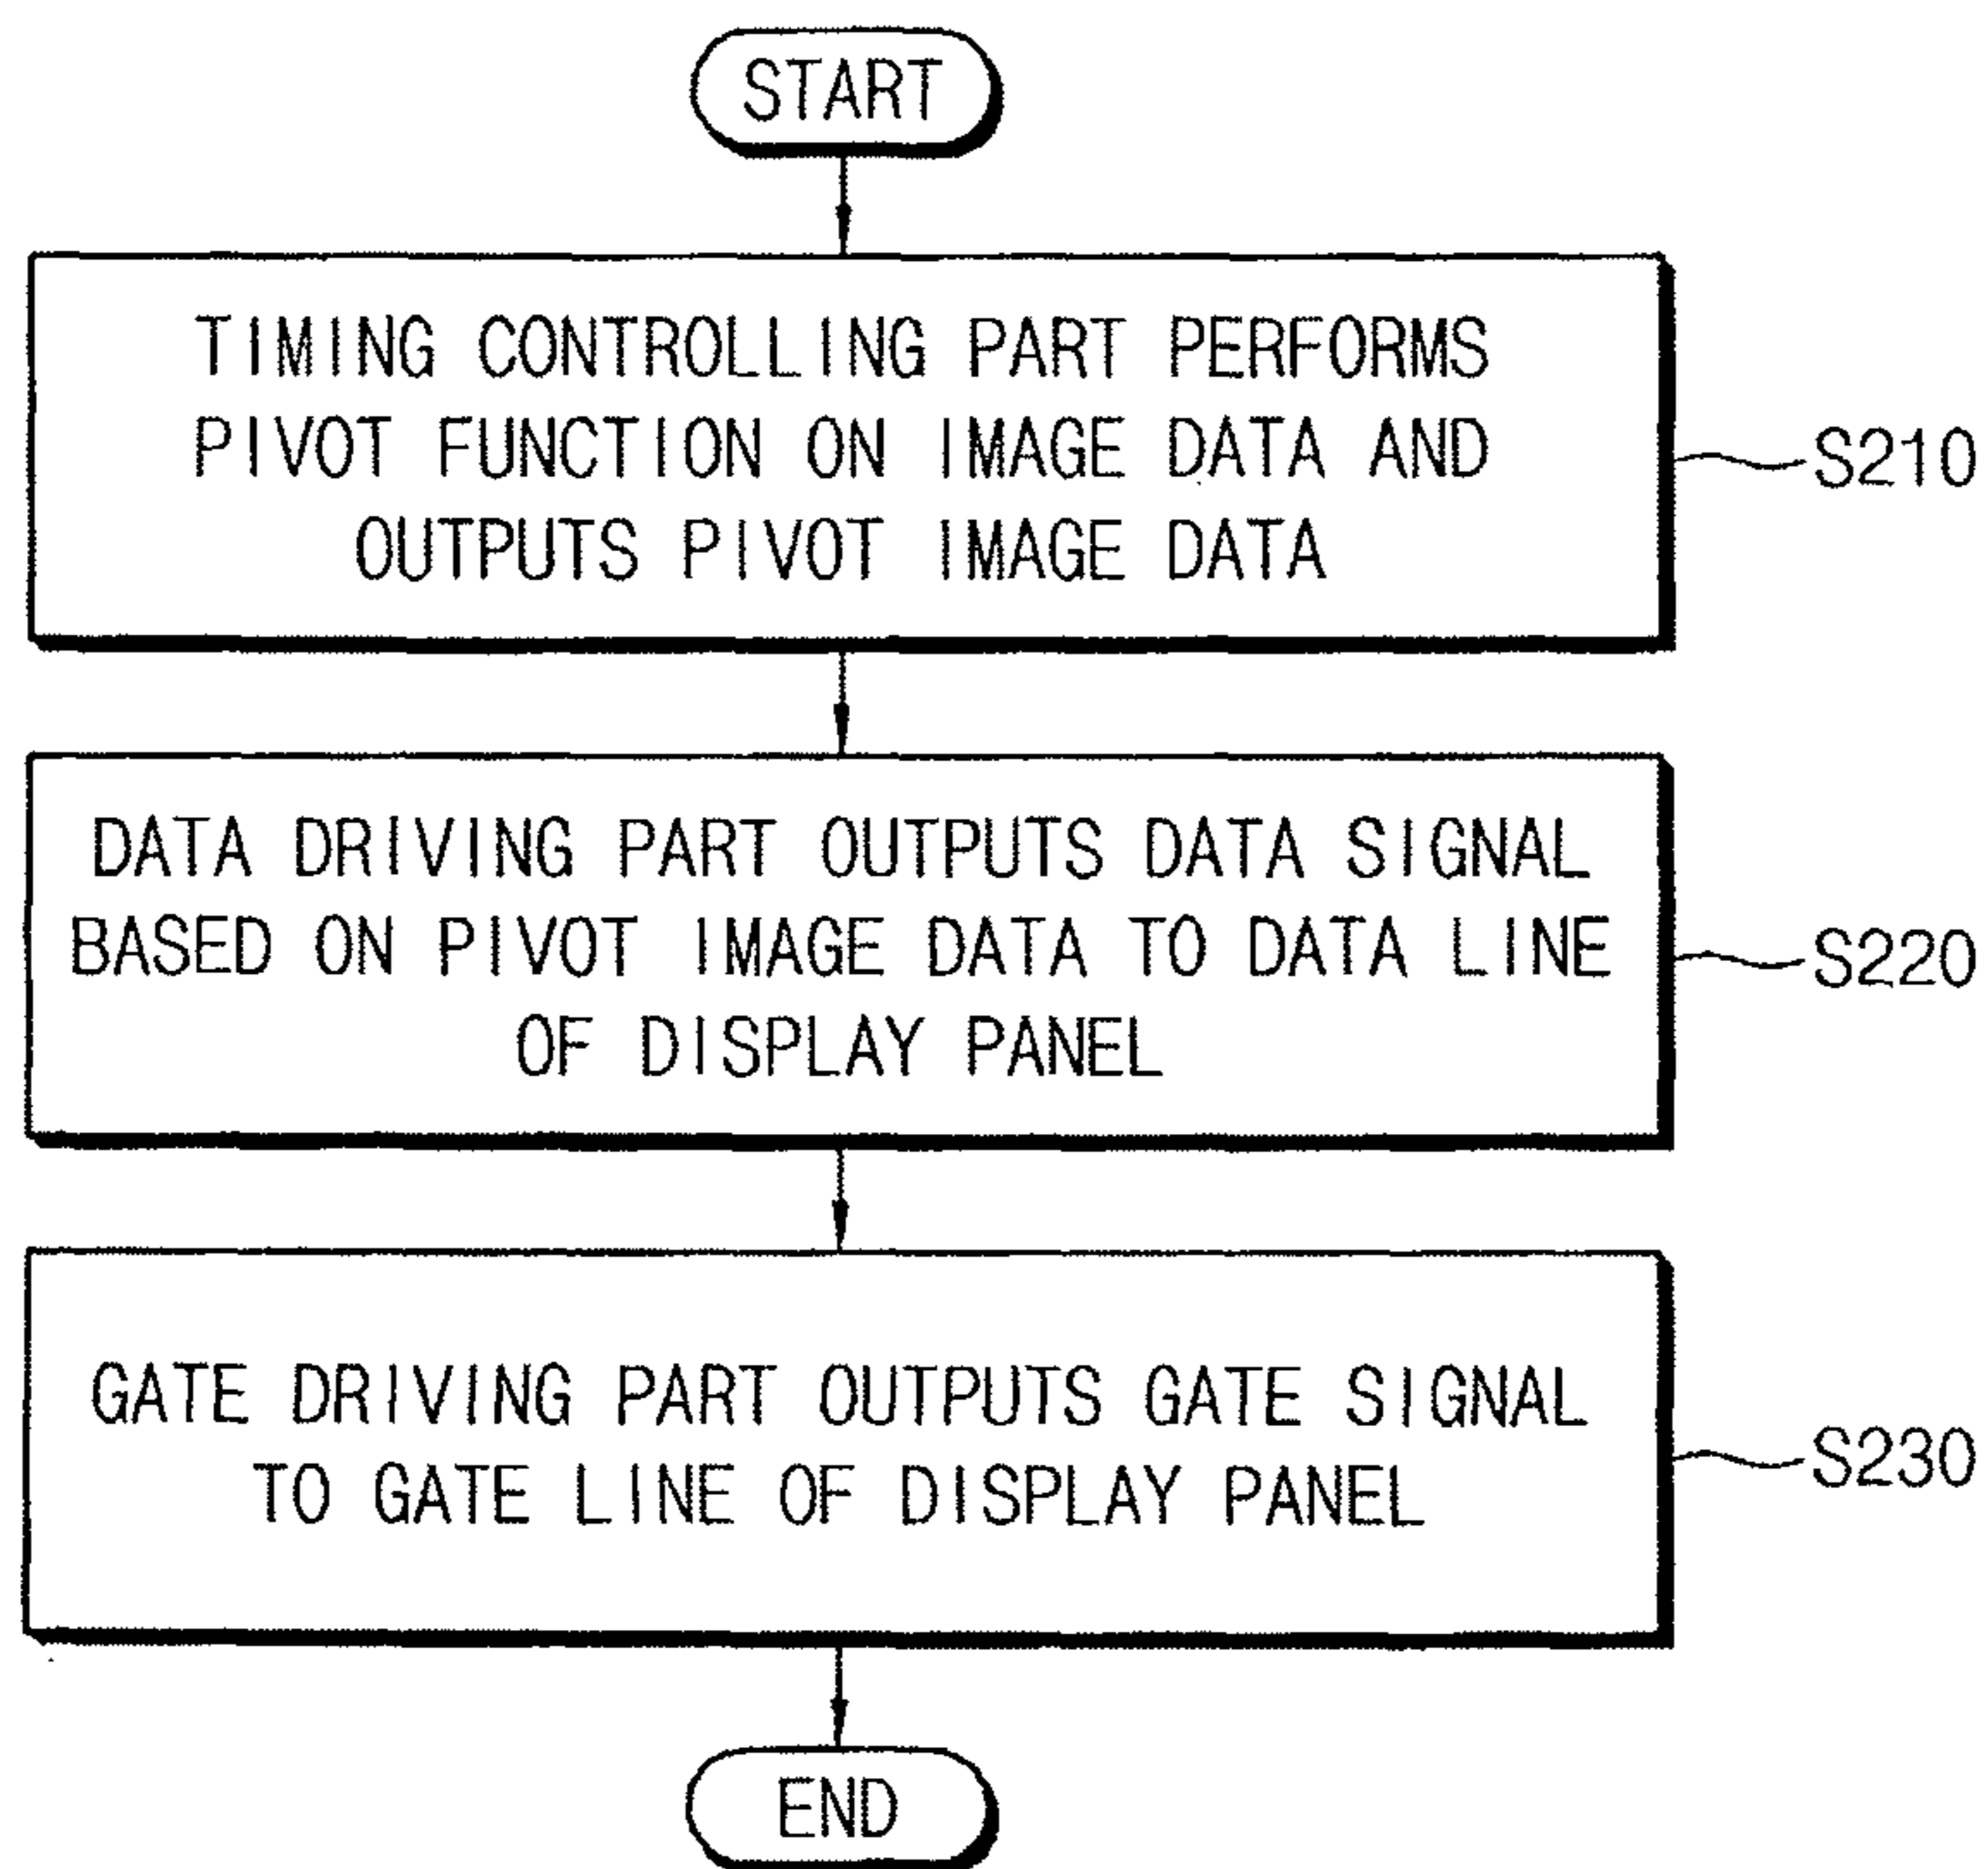 START
TIMING CONTROLLING PART PERFORMS
PIVOT FUNCTION ON IMAGE DATA AND
OUTPUTS PIVOT IMAGE DATA
S210
DATA DRIVING PART OUTPUTS DATA SIGNAL
BASED ON PIVOT IMAGE DATA TO DATA LINE
OF DISPLAY PANEL
S220
GATE DRIVING PART OUTPUTS GATE SIGNAL
TO GATE LINE OF DISPLAY PANEL
S230
END